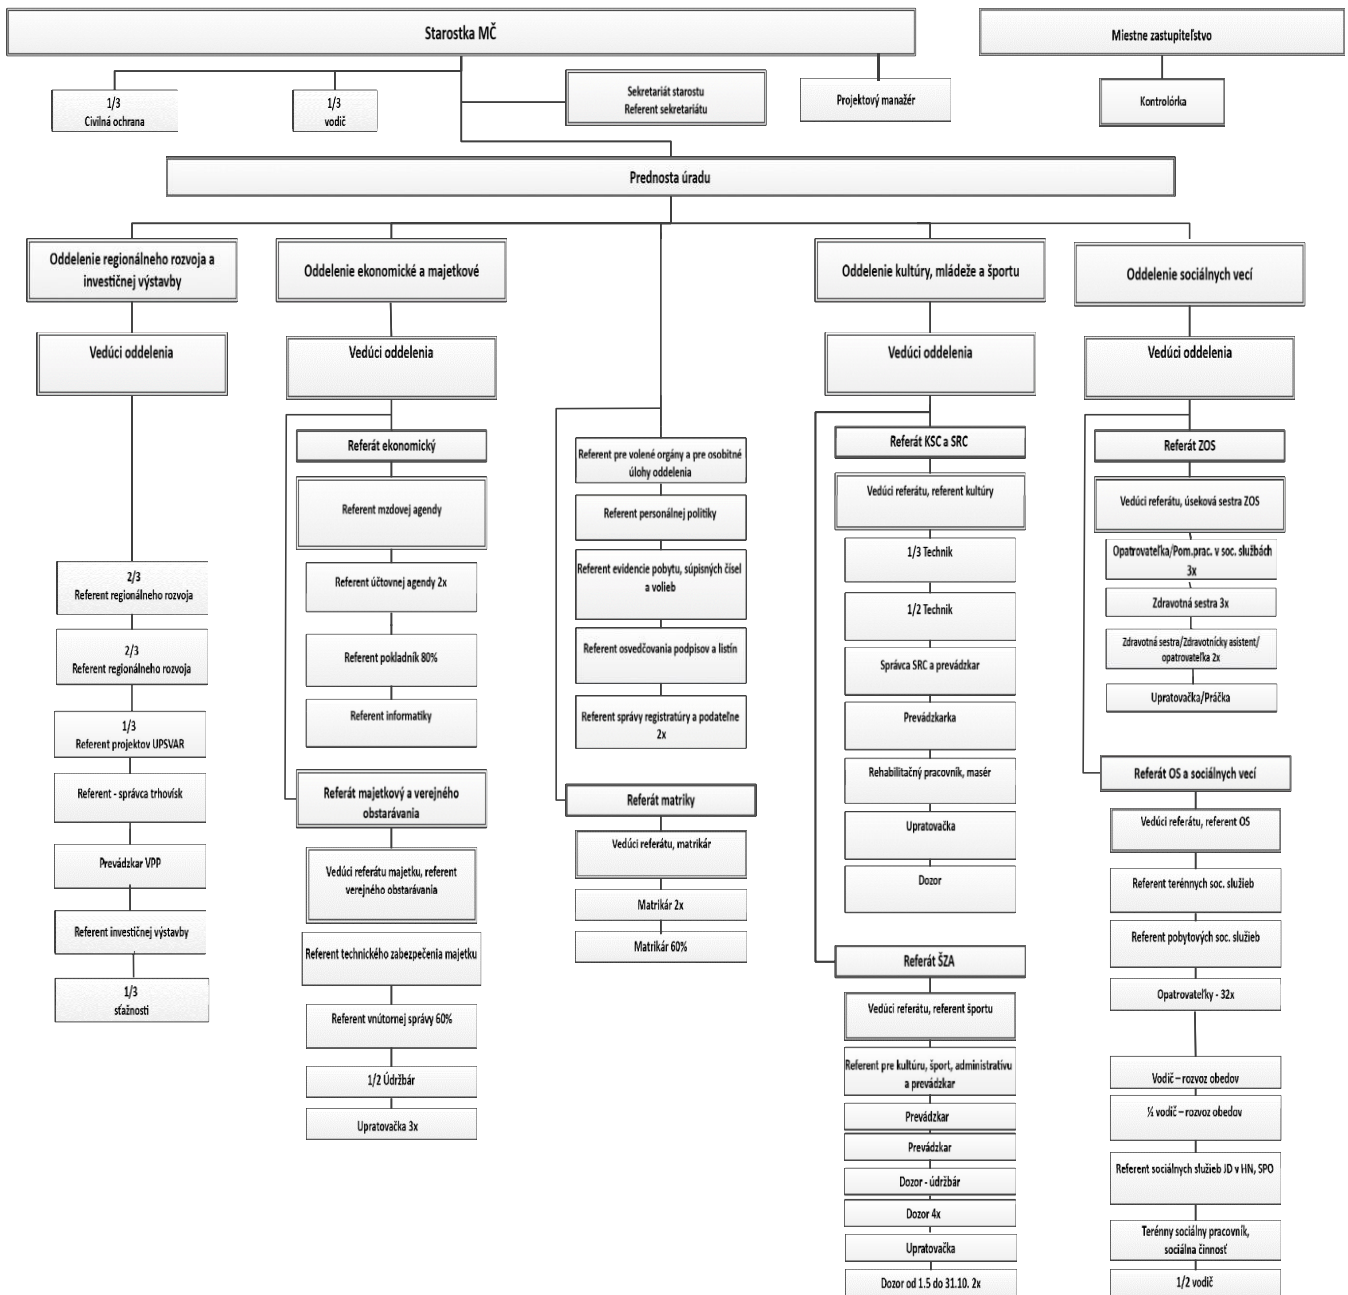 Starostka MČ
Miestne zastupiteľstvo
1/3
Civilná ochrana
1/3
vodič
Sekretariát starostu
Referent sekretariátu
Projektový manažér
Kontrolórka
Prednosta úradu
Oddelenie regionálneho rozvoja a
investičnej výstavby
Vedúci oddelenia
2/3
Referent regionálneho rozvoja
2/3
Referent regionálneho rozvoja
1/3
Referent projektov UPSVAR
Referent - správca trhovísk
Prevádzkar VPP
Referent investičnej výstavby
1/3
sťažnosti
Oddelenie ekonomické a majetkové
Vedúci oddelenia
Referát ekonomický
Referent mzdovej agendy
Referent účtovnej agendy 2x
Referent pokladník 80%
Referent informatiky
Referát majetkový a verejného
obstarávania
Vedúci referátu majetku, referent
verejného obstarávania
Referent technického zabezpečenia majetku
Referent vnútornej správy 60%
1/2 Údržbár
Upratovačka 3x
Referent pre volené orgány a pre osobitné
úlohy oddelenia
Referent personálnej politiky
Referent evidencie pobytu, súpisných čísel
a volieb
Referent osvedčovania podpisov a listín
Referent správy registratúry a podateľne
2x
Referát matriky
Vedúci referátu, matrikár
Matrikár 2x
Matrikár 60%
Oddelenie kultúry, mládeže a športu
Vedúci oddelenia
Referát KSC a SRC
Vedúci referátu, referent kultúry
1/3 Technik
1/2 Technik
Správca SRC a prevádzkar
Prevádzkarka
Rehabilitačný pracovník, masér
Upratovačka
Dozor
Referát ŠZA
Vedúci referátu, referent športu
Referent pre kultúru, šport, administratívu
a prevádzkar
Prevádzkar
Prevádzkar
Dozor - údržbár
Dozor 4x
Upratovačka
Dozor od 1.5 do 31.10. 2x
Oddelenie sociálnych vecí
Vedúci oddelenia
Referát ZOS
Vedúci referátu, úseková sestra ZOS
Opatrovateľka/Pom.prac. v soc. službách
3x
Zdravotná sestra 3x
Zdravotná sestra/Zdravotnícky asistent/
opatrovateľka 2x
Upratovačka/Práčka
Referát OS a sociálnych vecí
Vedúci referátu, referent OS
Referent terénnych soc. služieb
Referent pobytových soc. služieb
Opatrovateľky - 32x
Vodič – rozvoz obedov
½ vodič – rozvoz obedov
Referent sociálnych služieb JD v HN, SPO
Terénny sociálny pracovník,
sociálna činnosť
1/2 vodič